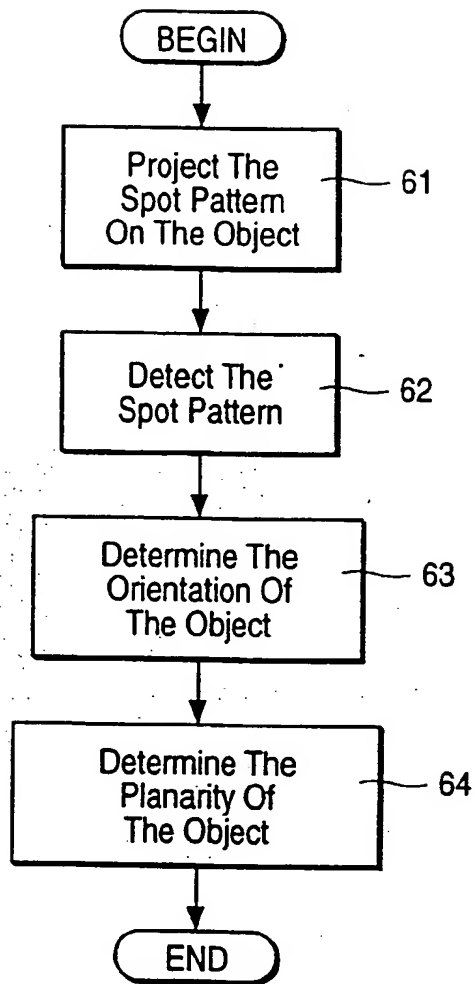 BEGIN
Project The
Spot Pattern
On The Object
61
Detect The
Spot Pattern
62
Determine The
Orientation Of
The Object
63
Determine The
Planarity Of
The Object
64
END